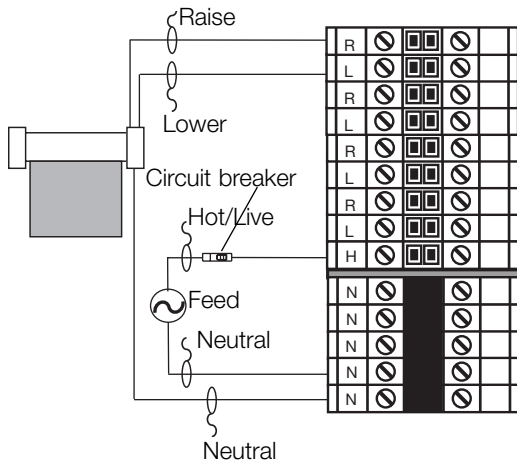 Raise
Lower
Circuit breaker
Hot/Live
Feed
Neutral
Neutral
R
L
R
L
R
L
R
L
H
N
N
N
N
N